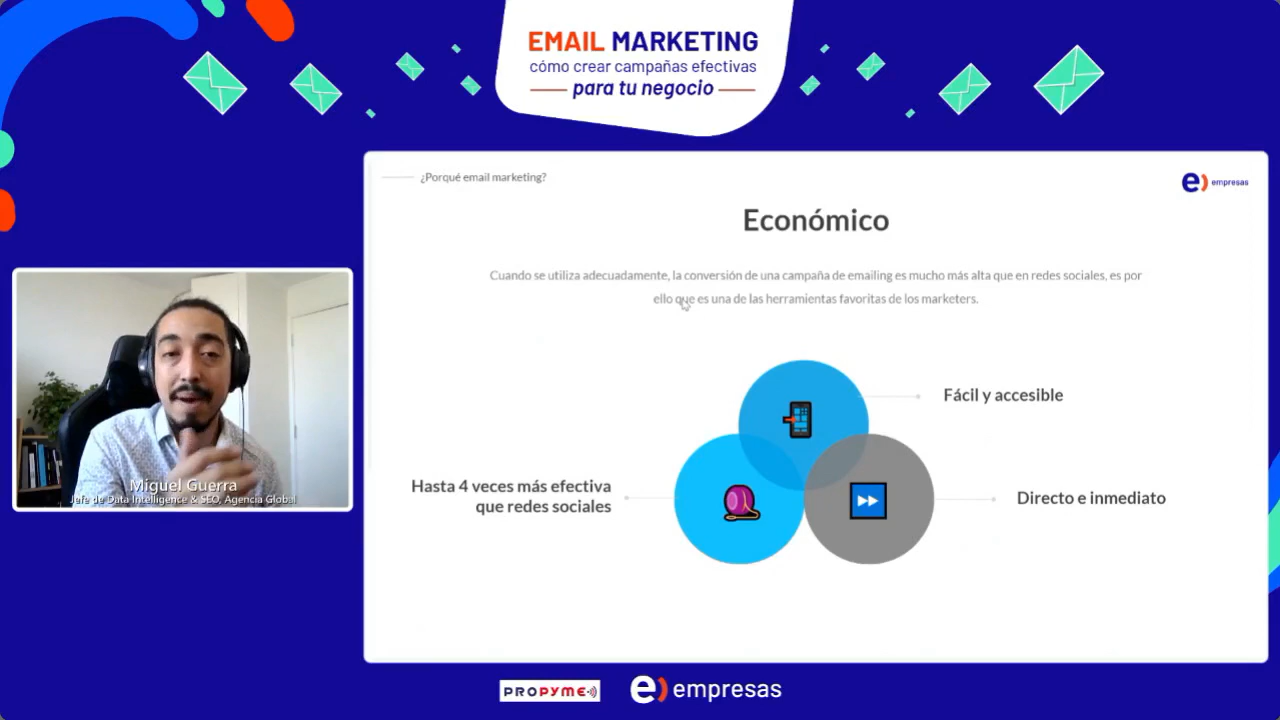 EMAIL MARKETING
cómo crear campañas efectivas
para tu negocio
¿Porqué email marketing?
e) empresas
Económico
Cuando se utiliza adecuadamente, la conversión de una campaña de emailing es mucho más alta que en redes sociales, es por
ello que es una de las herramientas favoritas de los marketers.
Fácil y accesible
Hasta 4 veces más efectiva
que redes sociales
Directo e inmediato
Miguel Guerra
Jefe de Data Intelligence & SEO, Agencia Global
PROPYME
e) empresas